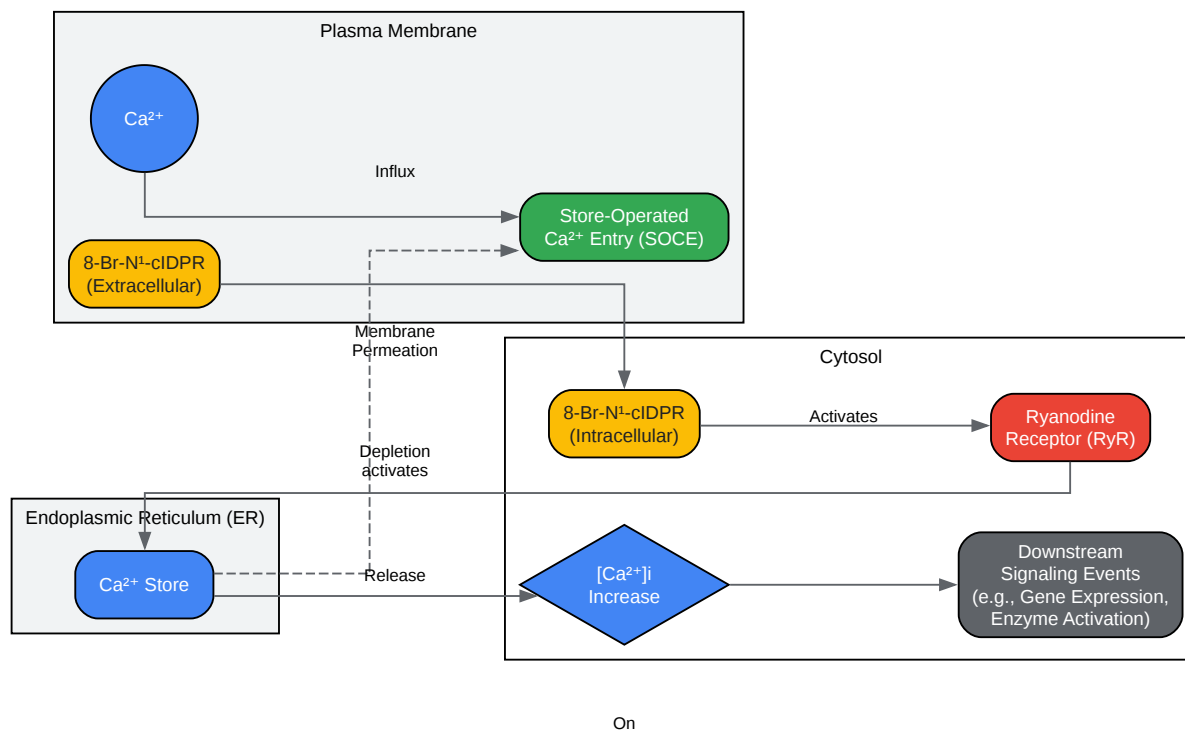 Plasma Membrane
Ca²⁺
Influx
Store-Operated
Ca²⁺ Entry (SOCE)
8-Br-N¹-cIDPR
(Extracellular)
Membrane
Permeation
Cytosol
8-Br-N¹-cIDPR
(Intracellular)
Activates
Ryanodine
Receptor (RyR)
Depletion
activates
Endoplasmic Reticulum (ER)
Ca²⁺ Store
Release
[Ca²⁺]i
Increase
Downstream
Signaling Events
(e.g., Gene Expression,
Enzyme Activation)
On